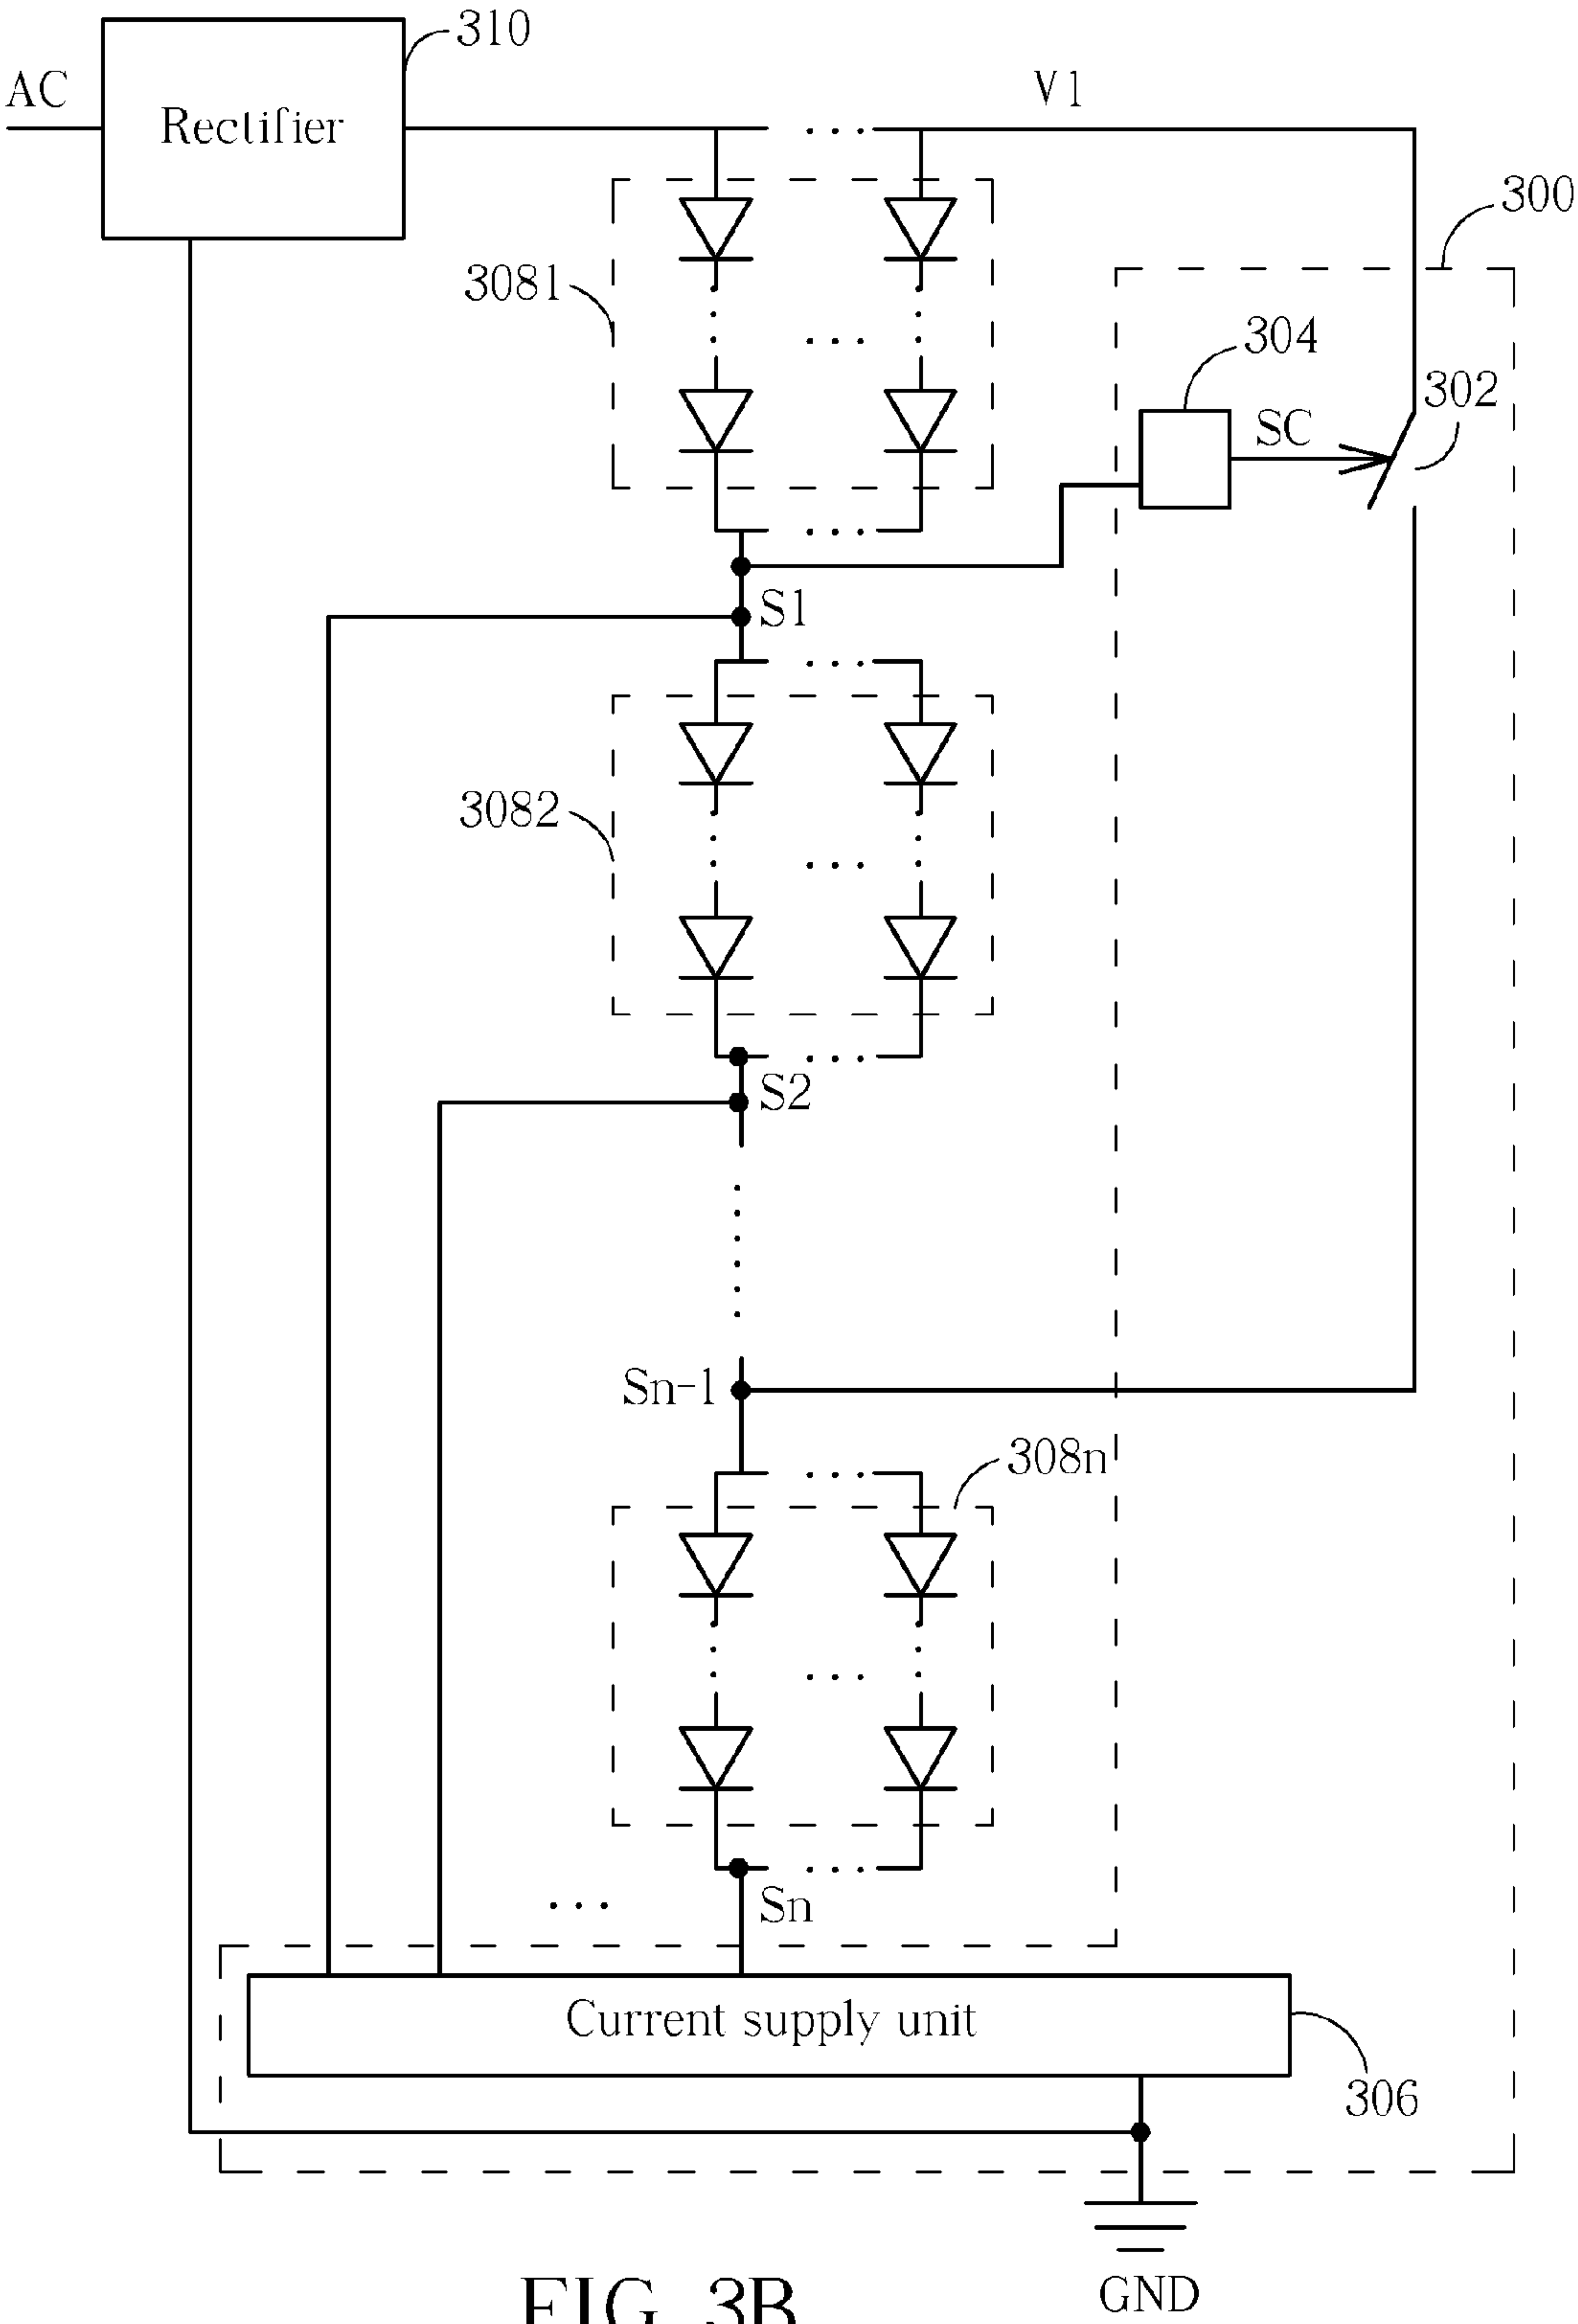 310
AC
V1
Rectifier
300
3081
304
302
SC
S1
3082
S2
Sn-1
308n
Sn
Current supply unit
306
GND
FIG. 3B